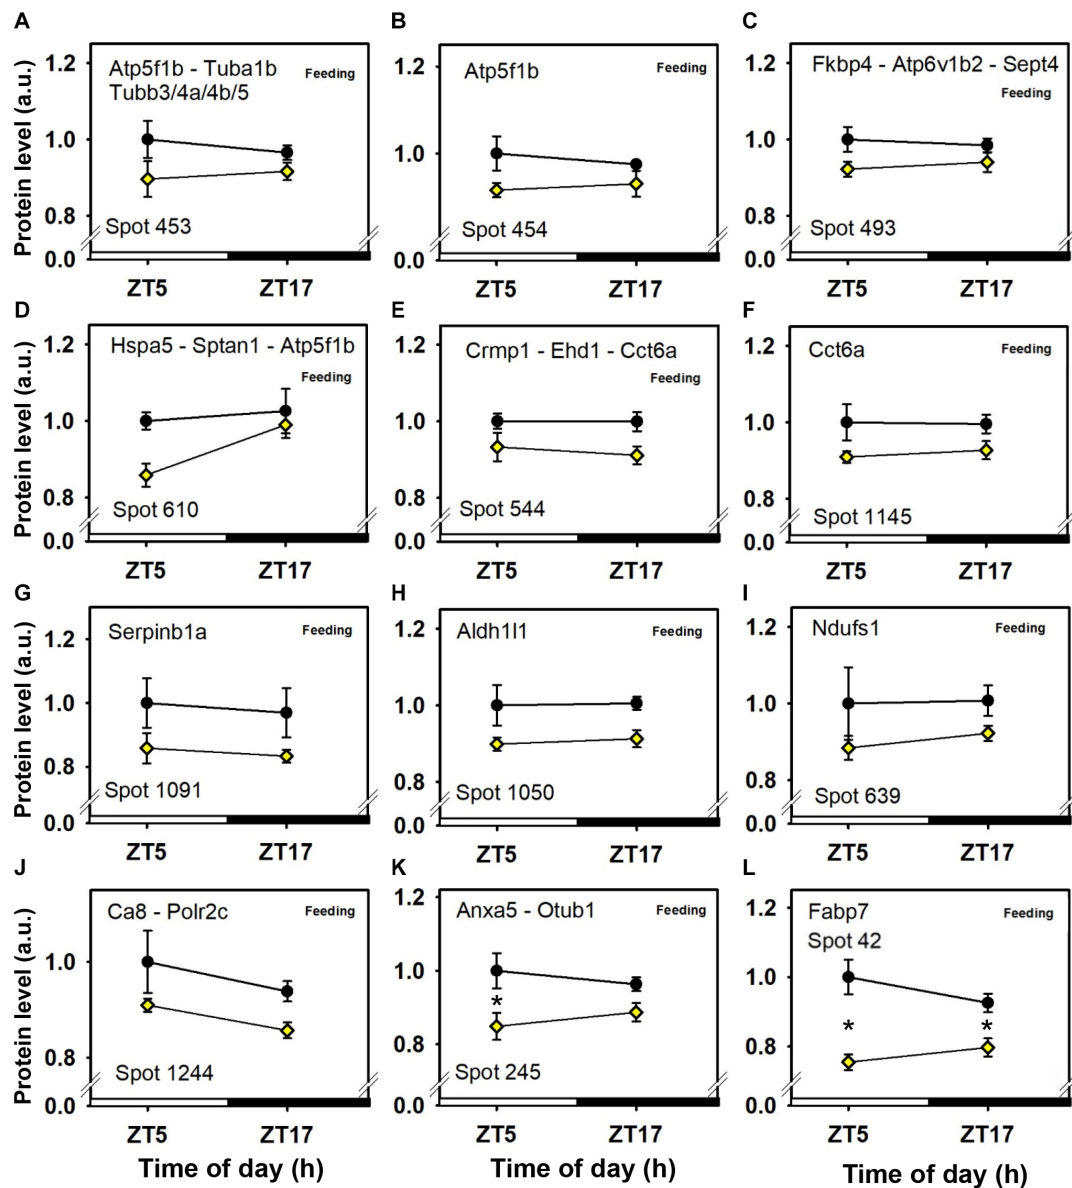 A
Protein level (a.u.)
1.2
1.0
0.8
0.0
Atp5f1b - Tuba1b
Tubb3/4a/4b/5
Feeding
Spot 453
ZT5
ZT17
B
1.2
1.0
0.0
Atp5f1b
Feeding
Spot 454
ZT5
ZT17
C
1.2
1.0
0.8
0.0
Fkbp4 - Atp6v1b2 - Sept4
Feeding
Spot 493
ZT5
ZT17
D
Protein level (a.u.)
1.2
1.0
0.8
0.0
Hspa5 - Sptan1 - Atp5f1b
Feeding
Spot 610
ZT5
ZT17
E
1.2
1.0
0.8
0.0
Crmp1 - Ehd1 - Cct6a
Feeding
Spot 544
ZT5
ZT17
F
1.2
1.0
0.8
0.0
Cct6a
Feeding
Spot 1145
ZT5
ZT17
G
Protein level (a.u.)
1.2
1.0
0.8
0.0
Serpinb1a
Feeding
Spot 1091
ZT5
ZT17
H
1.2
1.0
0.8
0.0
Aldh1l1
Feeding
Spot 1050
ZT5
ZT17
I
1.2
1.0
0.8
0.0
Ndufs1
Feeding
Spot 639
ZT5
ZT17
J
Protein level (a.u.)
1.0
0.8
0.0
Ca8 - Polr2c
Feeding
Spot 1244
ZT5
ZT17
Time of day (h)
K
1.2
1.0
0.8
0.0
Anxa5 - Otub1
Feeding
*
Spot 245
ZT5
ZT17
Time of day (h)
L
1.2
1.0
0.8
0.0
Fabp7
Feeding
Spot 42
* *
ZT5
ZT17
Time of day (h)